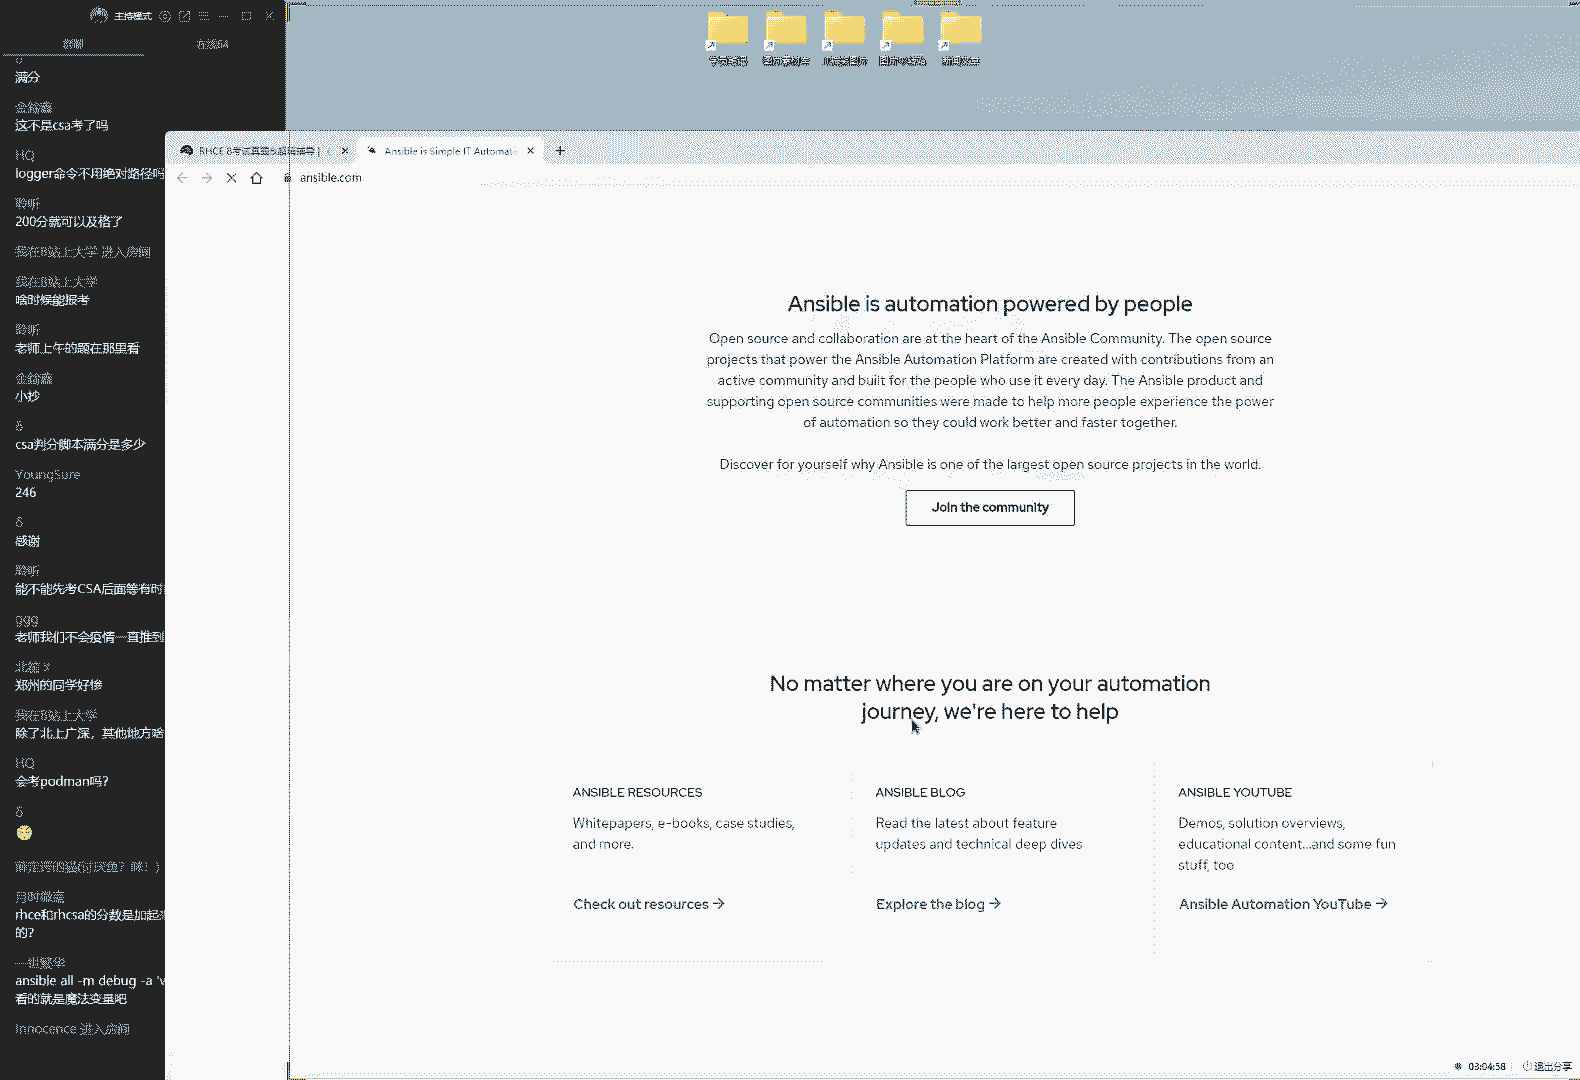 主持模式
群聊
在线64
δ
满分
金鑰鑫
这不是csa考了吗
HQ
logger命令不用绝对路径吗
聆听
200分就可以及格了
我在B站上大学 进入房间
我在B站上大学
啥时候能报考
聆听
老师上午的题在那里看
金鑰鑫
小抄
δ
csa判分脚本满分是多少
YoungSure
246
δ
感谢
聆听
能不能先考CSA后面等有时
ggg
老师我们不会疫情一直推到
郑州的同学好惨
我在B站上大学
除了北上广深，其他地方啥
HQ
会考podman吗?
δ
rhce和rhcsa的分数是加起来
的?
一世繁华
ansible all -m debug -a 'v
看的就是魔法变量吧
Innocence 进入房间
学员笔记
新闻文章
RHCE 8考试真题
Ansible is Simple IT Automat
ansible.com
Ansible is automation powered by people
Open source and collaboration are at the heart of the Ansible Community. The open source
projects that power the Ansible Automation Platform are created with contributions from an
active community and built for the people who use it every day. The Ansible product and
supporting open source communities were made to help more people experience the power
of automation so they could work better and faster together.
Discover for yourself why Ansible is one of the largest open source projects in the world.
Join the community
No matter where you are on your automation
journey, we're here to help
ANSIBLE RESOURCES
Whitepapers, e-books, case studies,
and more.
Check out resources →
ANSIBLE BLOG
Read the latest about feature
updates and technical deep dives
Explore the blog →
ANSIBLE YOUTUBE
Demos, solution overviews,
educational content...and some fun
stuff, too
Ansible Automation YouTube →
03:04:58
退出分享